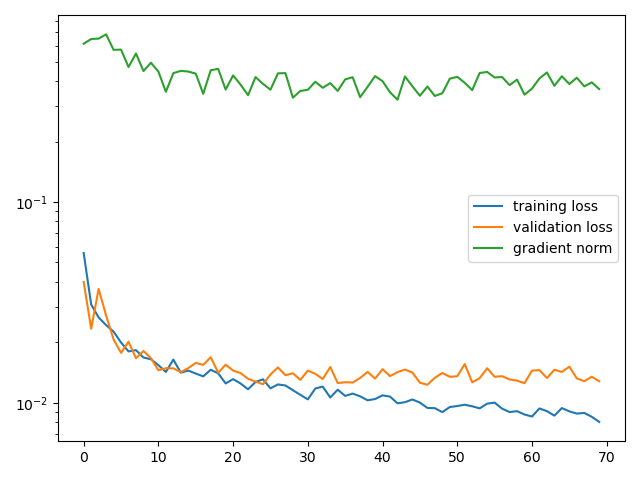 10⁻¹
10⁻²
training loss
validation loss
gradient norm
0 10 20 30 40 50 60 70